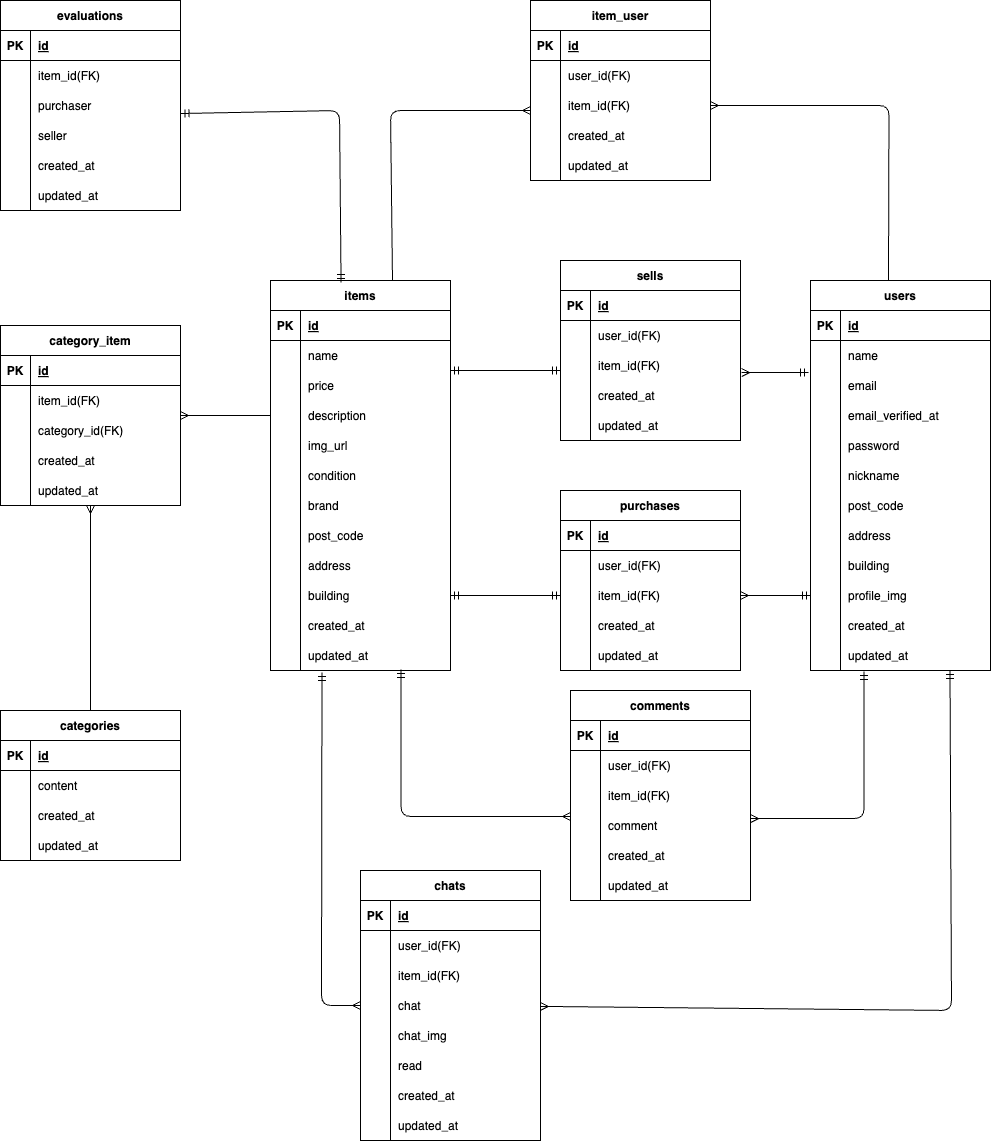 evaluations
PK id
item_id(FK)
purchaser
seller
created_at
updated_at
item_user
PK id
user_id(FK)
item_id(FK)
created_at
updated_at
category_item
PK id
item_id(FK)
category_id(FK)
created_at
updated_at
items
PK id
name
price
description
img_url
condition
brand
post_code
address
building
created_at
updated_at
sells
PK id
user_id(FK)
item_id(FK)
created_at
updated_at
users
PK id
name
email
email_verified_at
password
nickname
post_code
address
building
profile_img
created_at
updated_at
purchases
PK id
user_id(FK)
item_id(FK)
created_at
updated_at
categories
PK id
content
created_at
updated_at
comments
PK id
user_id(FK)
item_id(FK)
comment
created_at
updated_at
chats
PK id
user_id(FK)
item_id(FK)
chat
chat_img
read
created_at
updated_at